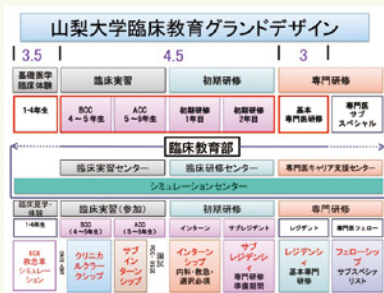 山梨大学臨床教育グランドデザイン
3.5
4.5
3
基礎医学
臨床体験
臨床実習
初期研修
専門研修
1-4年生
BCC
4～5年生
ACC
5～6年生
初期研修
1年目
初期研修
2年目
基本
専門医研修
専門医
サブ
スペシャル
臨床教育部
臨床実習センター
臨床研修センター
専門医キャリア支援センター
シミュレーションセンター
臨床見学・
体験
臨床実習(参加)
初期研修
専門研修
1-4年生
BCC
(4～5年生)
ACC
(5～6年生)
インターン
サブレジデント
レジデント
専門医フェロー
ECE
救急車
シミュ
レーション
クリニカ
ルクラー
クシップ
サブ
インター
ンシップ
インターン
シップ
内科・救急・
選択必須
サブ
レジデンシィ
専門研修
準備期間
レジデンシィ
基本専門
研修
フェローシップ
サブスペシャ
リスト